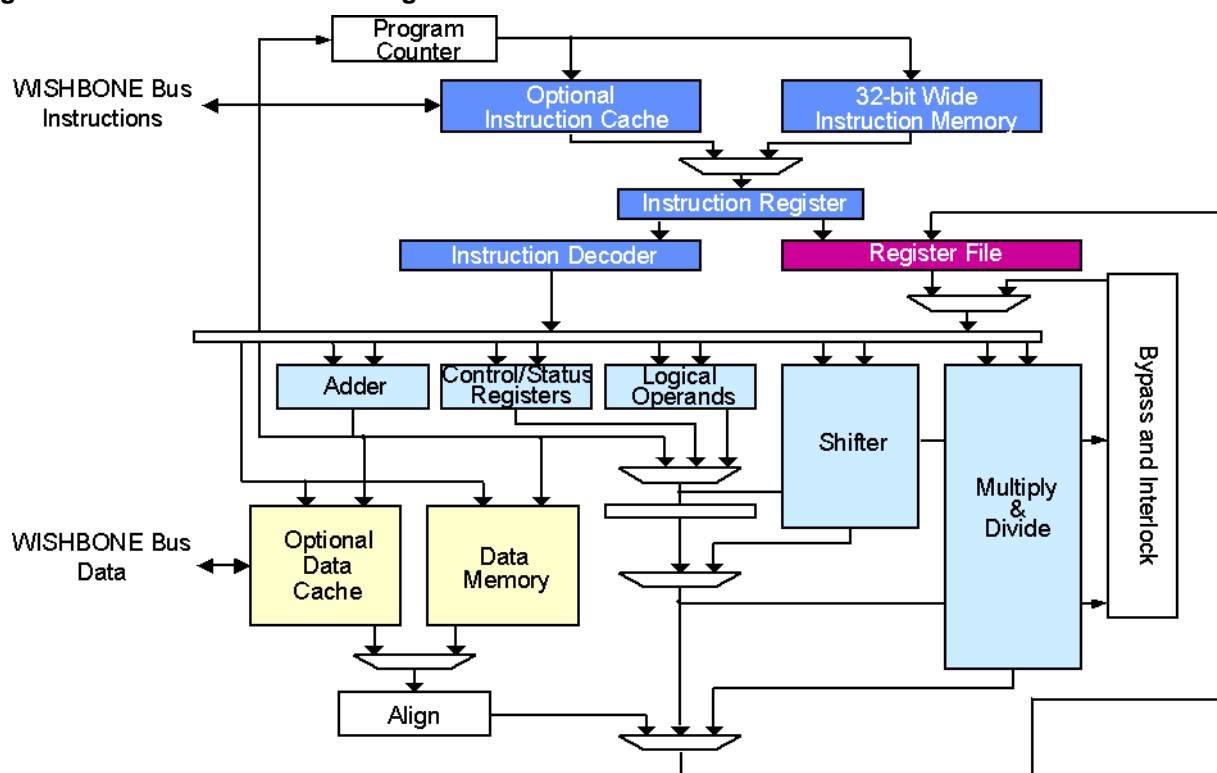 Program
Counter
WISHBONE Bus
Instructions
Optional
Instruction Cache
32-bit Wide
Instruction Memory
Instruction Register
Instruction Decoder
Register File
Adder
Control/Status
Registers
Logical
Operands
Shifter
Multiply
&
Divide
Bypass and Interlock
WISHBONE Bus
Data
Optional
Data
Cache
Data
Memory
Align